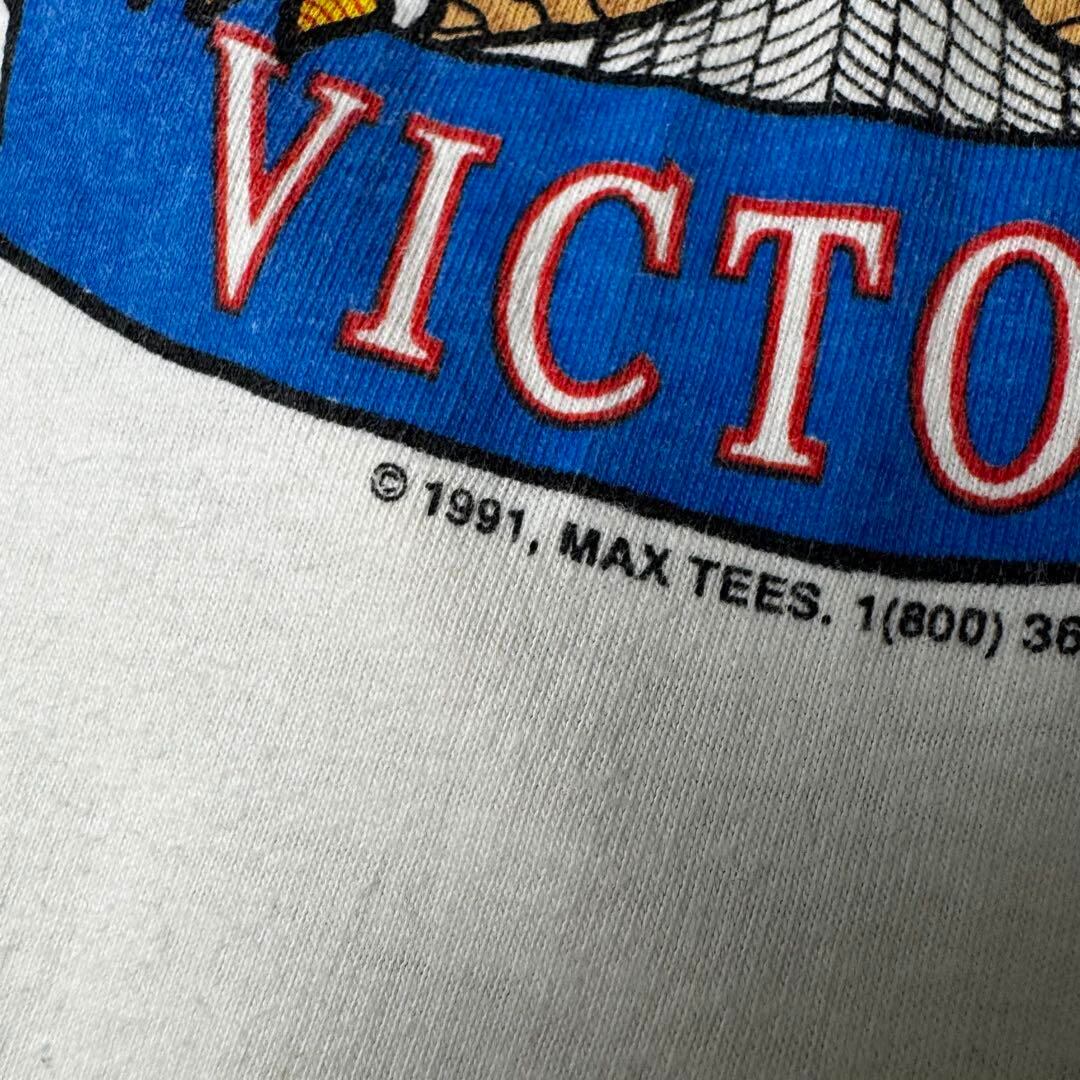 VICTO
© 1991, MAX TEES. 1(800) 36